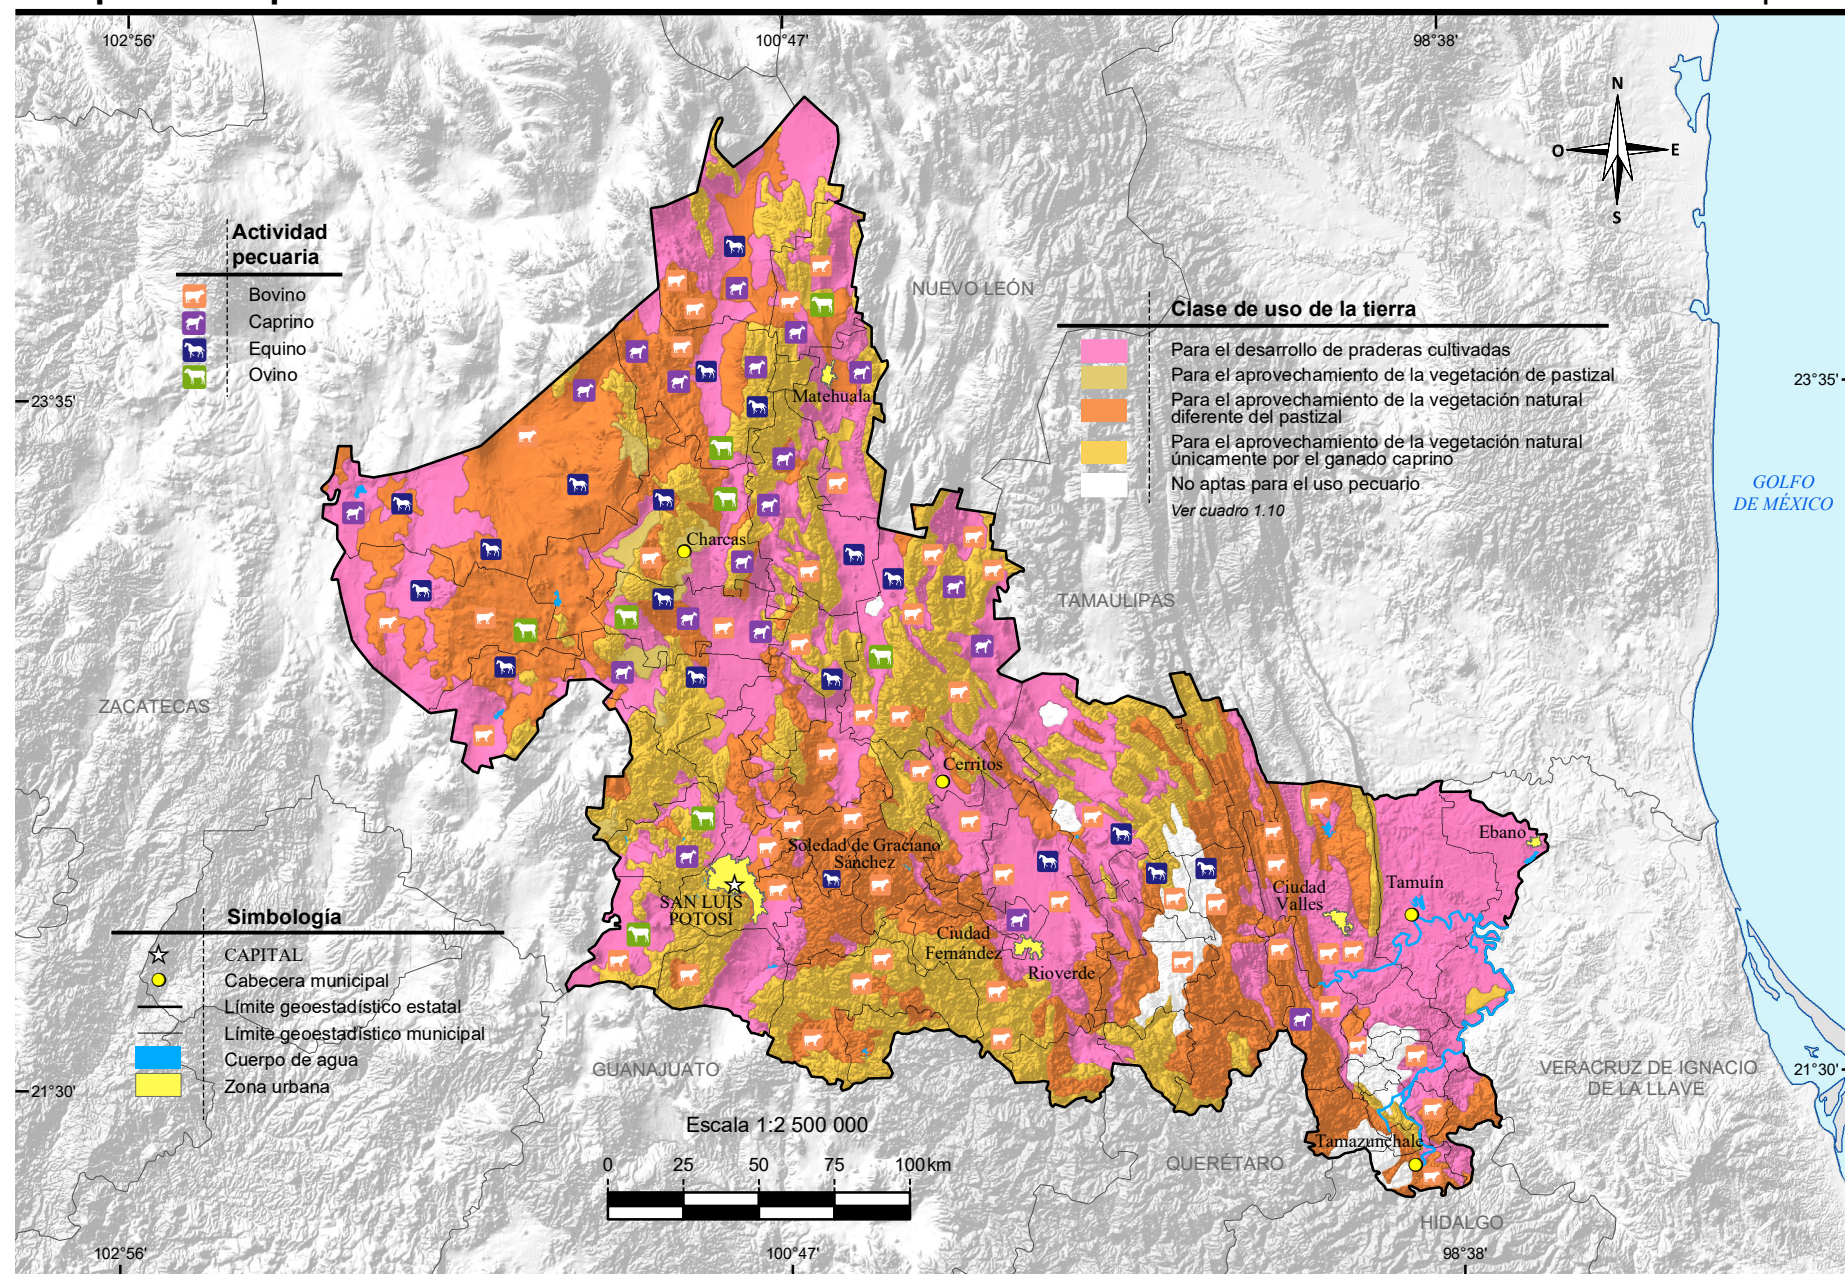 102°56'
100°47'
98°38'
N
O
E
S
Actividad
pecuaria
Bovino
Caprino
Equino
Ovino
NUEVO LEÓN
Clase de uso de la tierra
Para el desarrollo de praderas cultivadas
Para el aprovechamiento de la vegetación de pastizal
Para el aprovechamiento de la vegetación natural
diferente del pastizal
Para el aprovechamiento de la vegetación natural
únicamente por el ganado caprino
No aptas para el uso pecuario
Ver cuadro 1.10
23°35'
23°35'
Matehuala
GOLFO
DE MÉXICO
Charcas
TAMAULIPAS
ZACATECAS
Cerritos
Ebano
Soledad de Graciano
Sánchez
Tamuín
Ciudad
Valles
SAN LUIS
POTOSÍ
Ciudad
Fernández
Rioverde
Simbología
CAPITAL
Cabecera municipal
Límite geoestadístico estatal
Límite geoestadístico municipal
Cuerpo de agua
Zona urbana
GUANAJUATO
VERACRUZ DE IGNACIO
DE LA LLAVE
21°30'
21°30'
Escala 1:2 500 000
0 25 50 75 100 km
Tamazunchale
QUERÉTARO
HIDALGO
102°56'
100°47'
98°38'